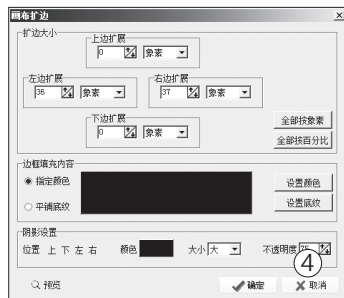 画布扩边
扩边大小
上边扩展
0 象素
左边扩展 右边扩展
36 象素 37 象素
下边扩展
0 象素
全部按象素
全部按百分比
边框填充内容
指定颜色 设置颜色
平铺底纹 设置底纹
阴影设置
位置 上 下 左 右 颜色 大小 大 不透明度 75
④
预览 确定 取消